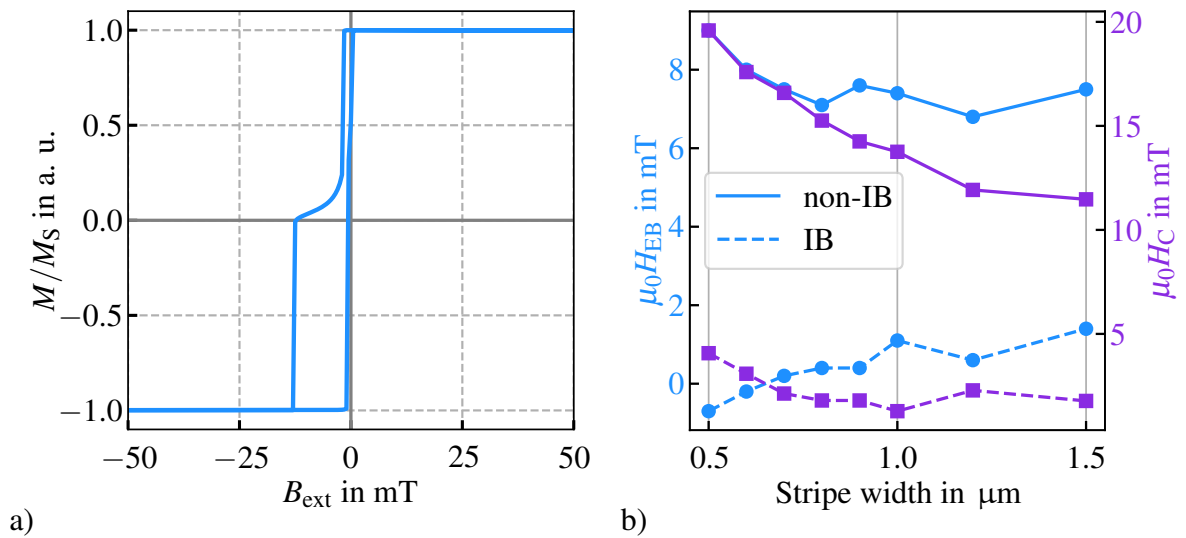 1.0
0.5
0.0
−0.5
−1.0
M/M_S in a. u.
−50 −25 0 25 50
B_ext in mT
a)
8
6
4
2
0
μ₀H_EB in mT
non-IB
IB
20
15
10
5
μ₀H_C in mT
0.5 1.0 1.5
Stripe width in μm
b)